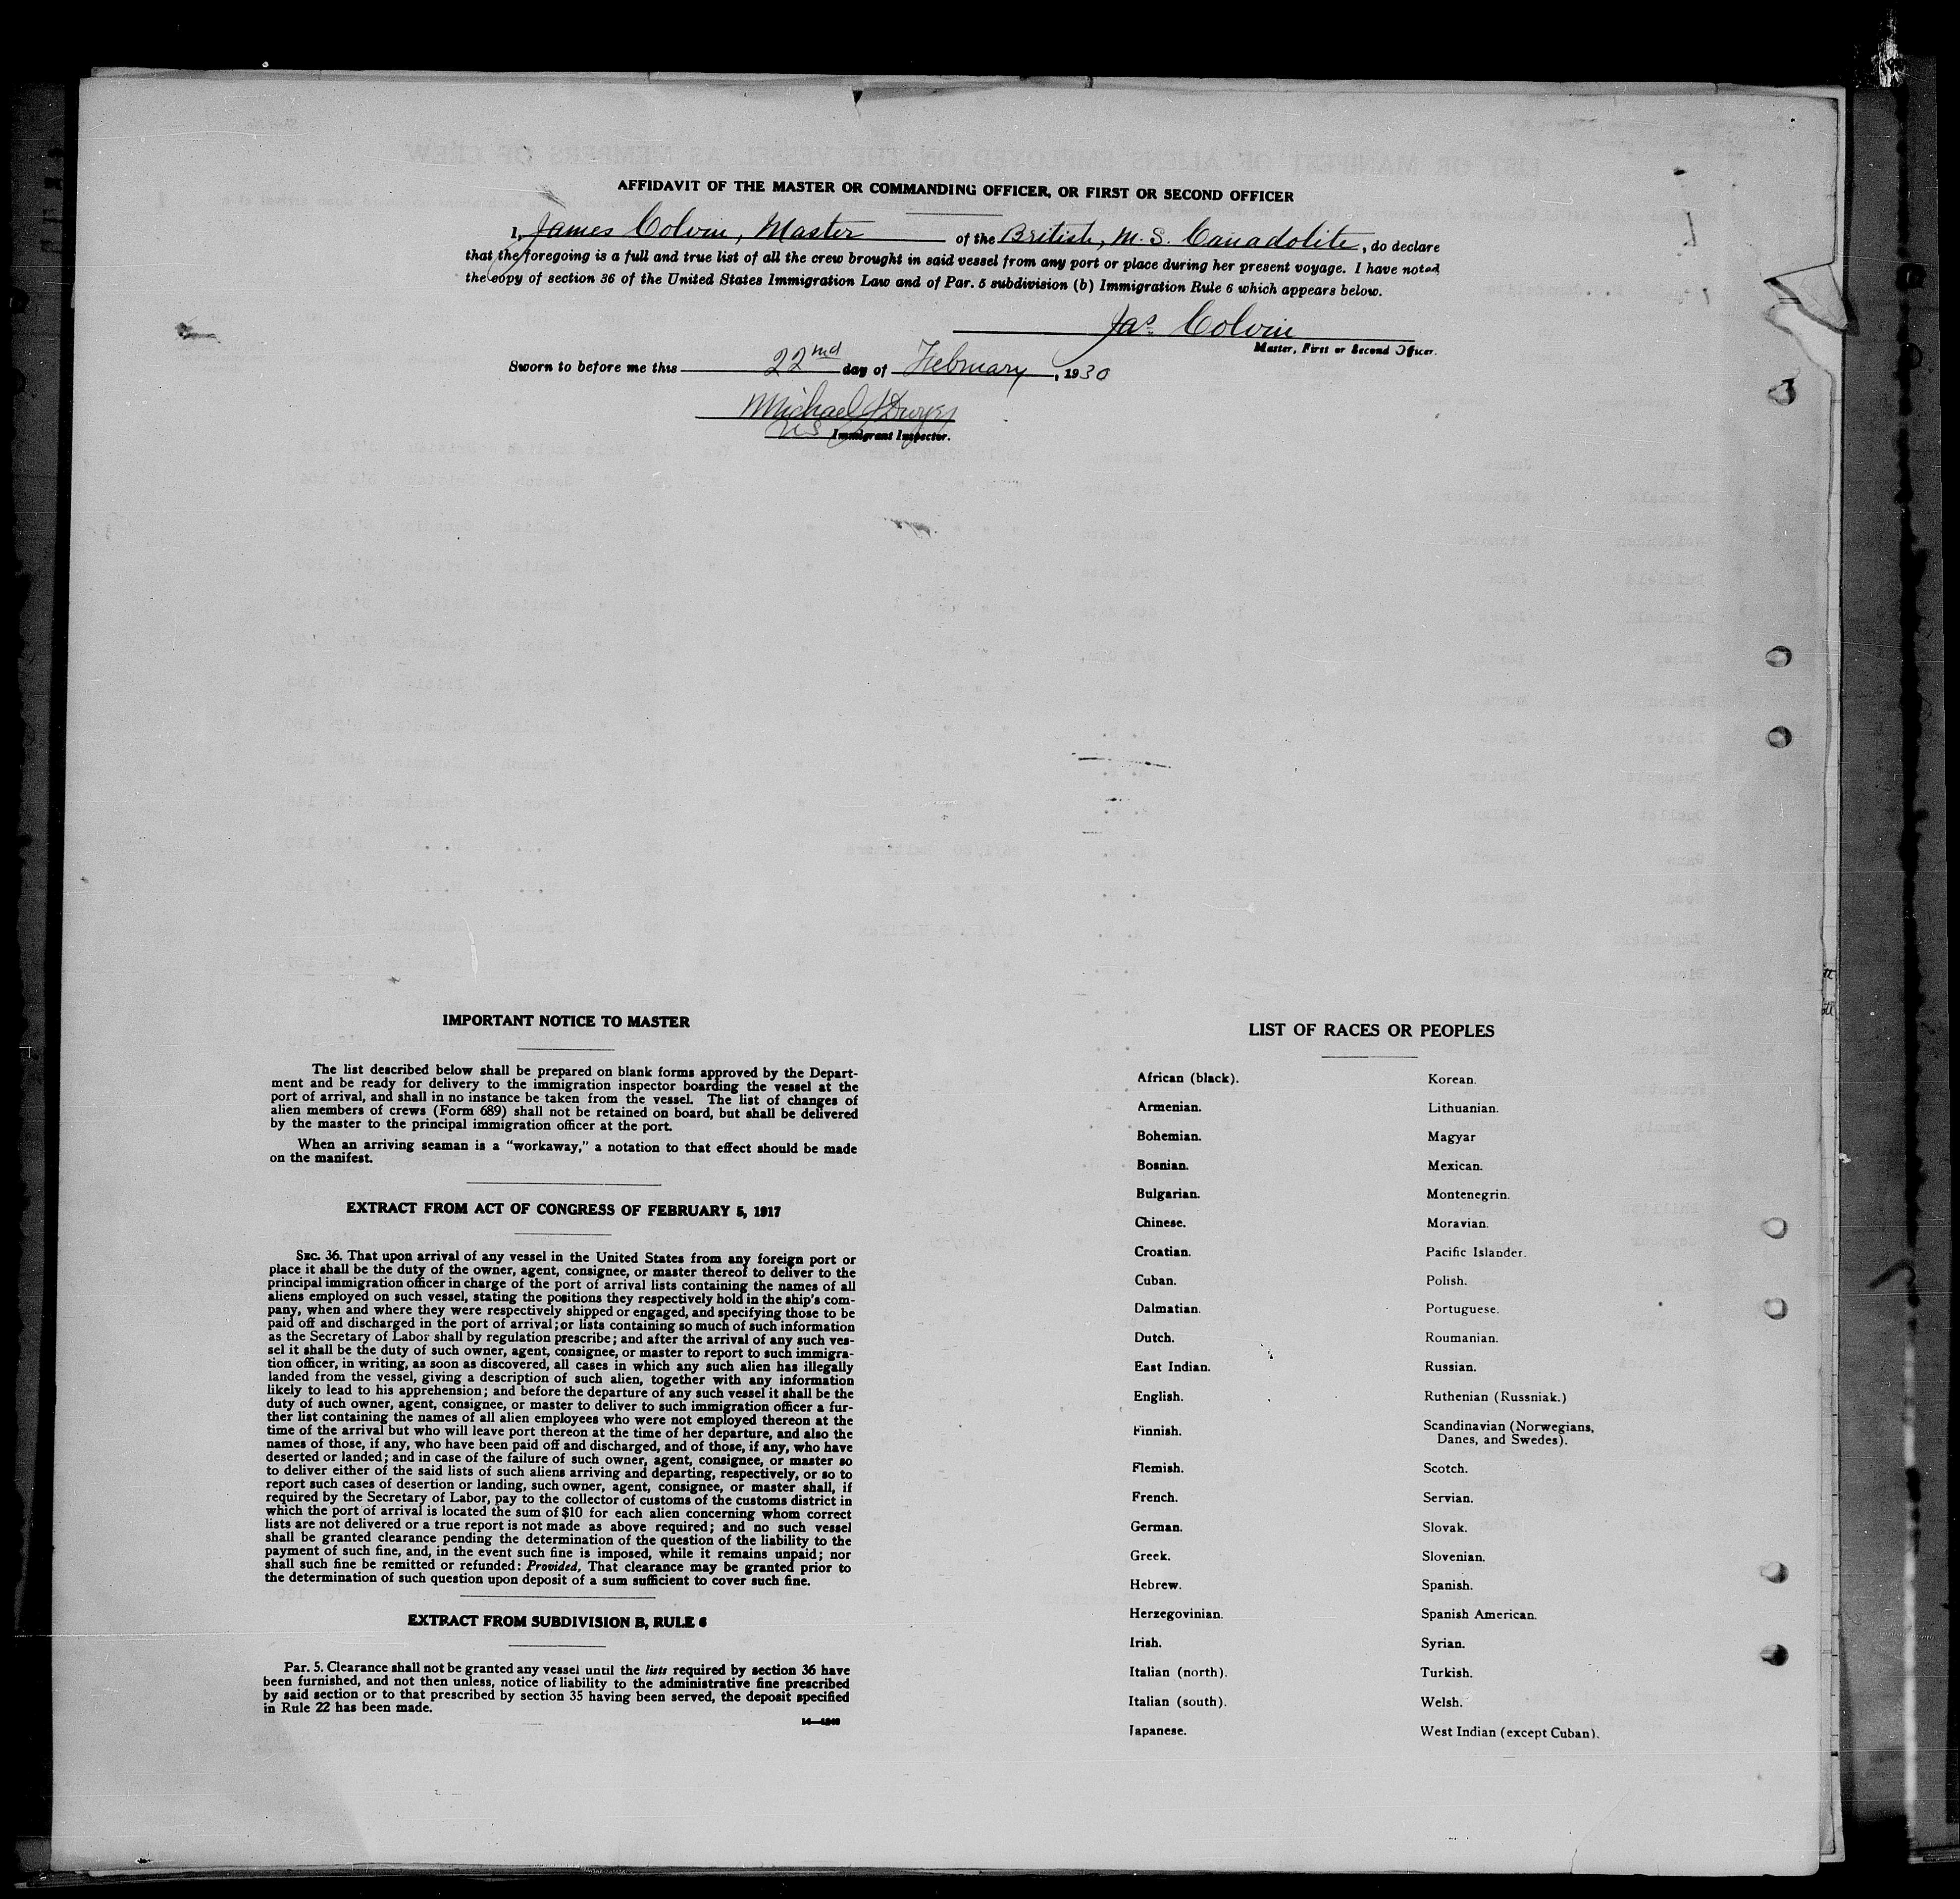 AFFIDAVIT OF THE MASTER OR COMMANDING OFFICER, OR FIRST OR SECOND OFFICER
I, James Colvin, Master of the British, M. S. Canadolite, do declare
that the foregoing is a full and true list of all the crew brought in said vessel from any port or place during her present voyage. I have noted
the copy of section 36 of the United States Immigration Law and of Par. 5 subdivision (b) Immigration Rule 6 which appears below.
Jas. Colvin
Master, First or Second Officer.
Sworn to before me this 22nd day of February, 1930
Michael J Dwyer
US Immigrant Inspector.
IMPORTANT NOTICE TO MASTER
The list described below shall be prepared on blank forms approved by the Depart-
ment and be ready for delivery to the immigration inspector boarding the vessel at the
port of arrival, and shall in no instance be taken from the vessel. The list of changes of
alien members of crews (Form 689) shall not be retained on board, but shall be delivered
by the master to the principal immigration officer at the port.
When an arriving seaman is a "workaway," a notation to that effect should be made
on the manifest.
EXTRACT FROM ACT OF CONGRESS OF FEBRUARY 5, 1917
SEC. 36. That upon arrival of any vessel in the United States from any foreign port or
place it shall be the duty of the owner, agent, consignee, or master thereof to deliver to the
principal immigration officer in charge of the port of arrival lists containing the names of all
aliens employed on such vessel, stating the positions they respectively hold in the ship's com-
pany, when and where they were respectively shipped or engaged, and specifying those to be
paid off and discharged in the port of arrival; or lists containing so much of such information
as the Secretary of Labor shall by regulation prescribe; and after the arrival of any such ves-
sel it shall be the duty of such owner, agent, consignee, or master to report to such immigra-
tion officer, in writing, as soon as discovered, all cases in which any such alien has illegally
landed from the vessel, giving a description of such alien, together with any information
likely to lead to his apprehension; and before the departure of any such vessel it shall be the
duty of such owner, agent, consignee, or master to deliver to such immigration officer a fur-
ther list containing the names of all alien employees who were not employed thereon at the
time of the arrival but who will leave port thereon at the time of her departure, and also the
names of those, if any, who have been paid off and discharged, and of those, if any, who have
deserted or landed; and in case of the failure of such owner, agent, consignee, or master so
to deliver either of the said lists of such aliens arriving and departing, respectively, or so to
report such cases of desertion or landing, such owner, agent, consignee, or master shall, if
required by the Secretary of Labor, pay to the collector of customs of the customs district in
which the port of arrival is located the sum of $10 for each alien concerning whom correct
lists are not delivered or a true report is not made as above required; and no such vessel
shall be granted clearance pending the determination of the question of the liability to the
payment of such fine, and, in the event such fine is imposed, while it remains unpaid; nor
shall such fine be remitted or refunded: Provided, That clearance may be granted prior to
the determination of such question upon deposit of a sum sufficient to cover such fine.
EXTRACT FROM SUBDIVISION B, RULE 6
Par. 5. Clearance shall not be granted any vessel until the lists required by section 36 have
been furnished, and not then unless, notice of liability to the administrative fine prescribed
by said section or to that prescribed by section 35 having been served, the deposit specified
in Rule 22 has been made.
LIST OF RACES OR PEOPLES
African (black).
Armenian.
Bohemian.
Bosnian.
Bulgarian.
Chinese.
Croatian.
Cuban.
Dalmatian.
Dutch.
East Indian.
English.
Finnish.
Flemish.
French.
German.
Greek.
Hebrew.
Herzegovinian.
Irish.
Italian (north).
Italian (south).
Japanese.
Korean.
Lithuanian.
Magyar
Mexican.
Montenegrin.
Moravian.
Pacific Islander.
Polish.
Portuguese.
Roumanian.
Russian.
Ruthenian (Russniak.)
Scandinavian (Norwegians,
Danes, and Swedes).
Scotch.
Servian.
Slovak.
Slovenian.
Spanish.
Spanish American.
Syrian.
Turkish.
Welsh.
West Indian (except Cuban).